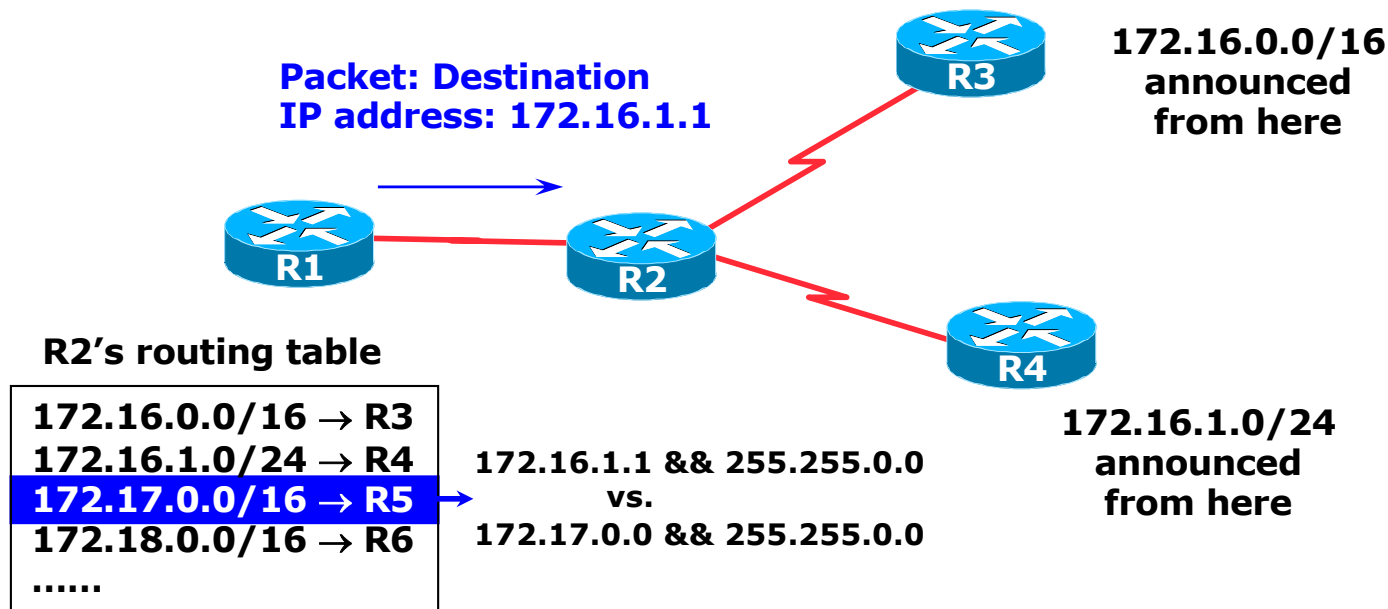 Packet: Destination
IP address: 172.16.1.1
R3
172.16.0.0/16
announced
from here
R1
R2
R4
172.16.1.0/24
announced
from here
R2’s routing table
172.16.0.0/16 → R3
172.16.1.0/24 → R4
172.17.0.0/16 → R5
172.18.0.0/16 → R6
……
172.16.1.1 && 255.255.0.0
vs.
172.17.0.0 && 255.255.0.0